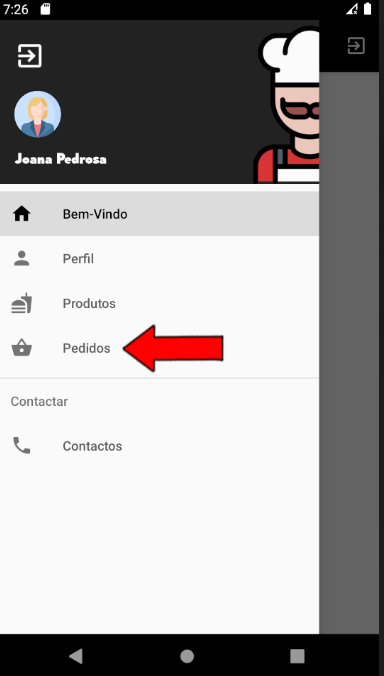 7:26
Joana Pedrosa
Bem-Vindo
Perfil
Produtos
Pedidos
Contactar
Contactos